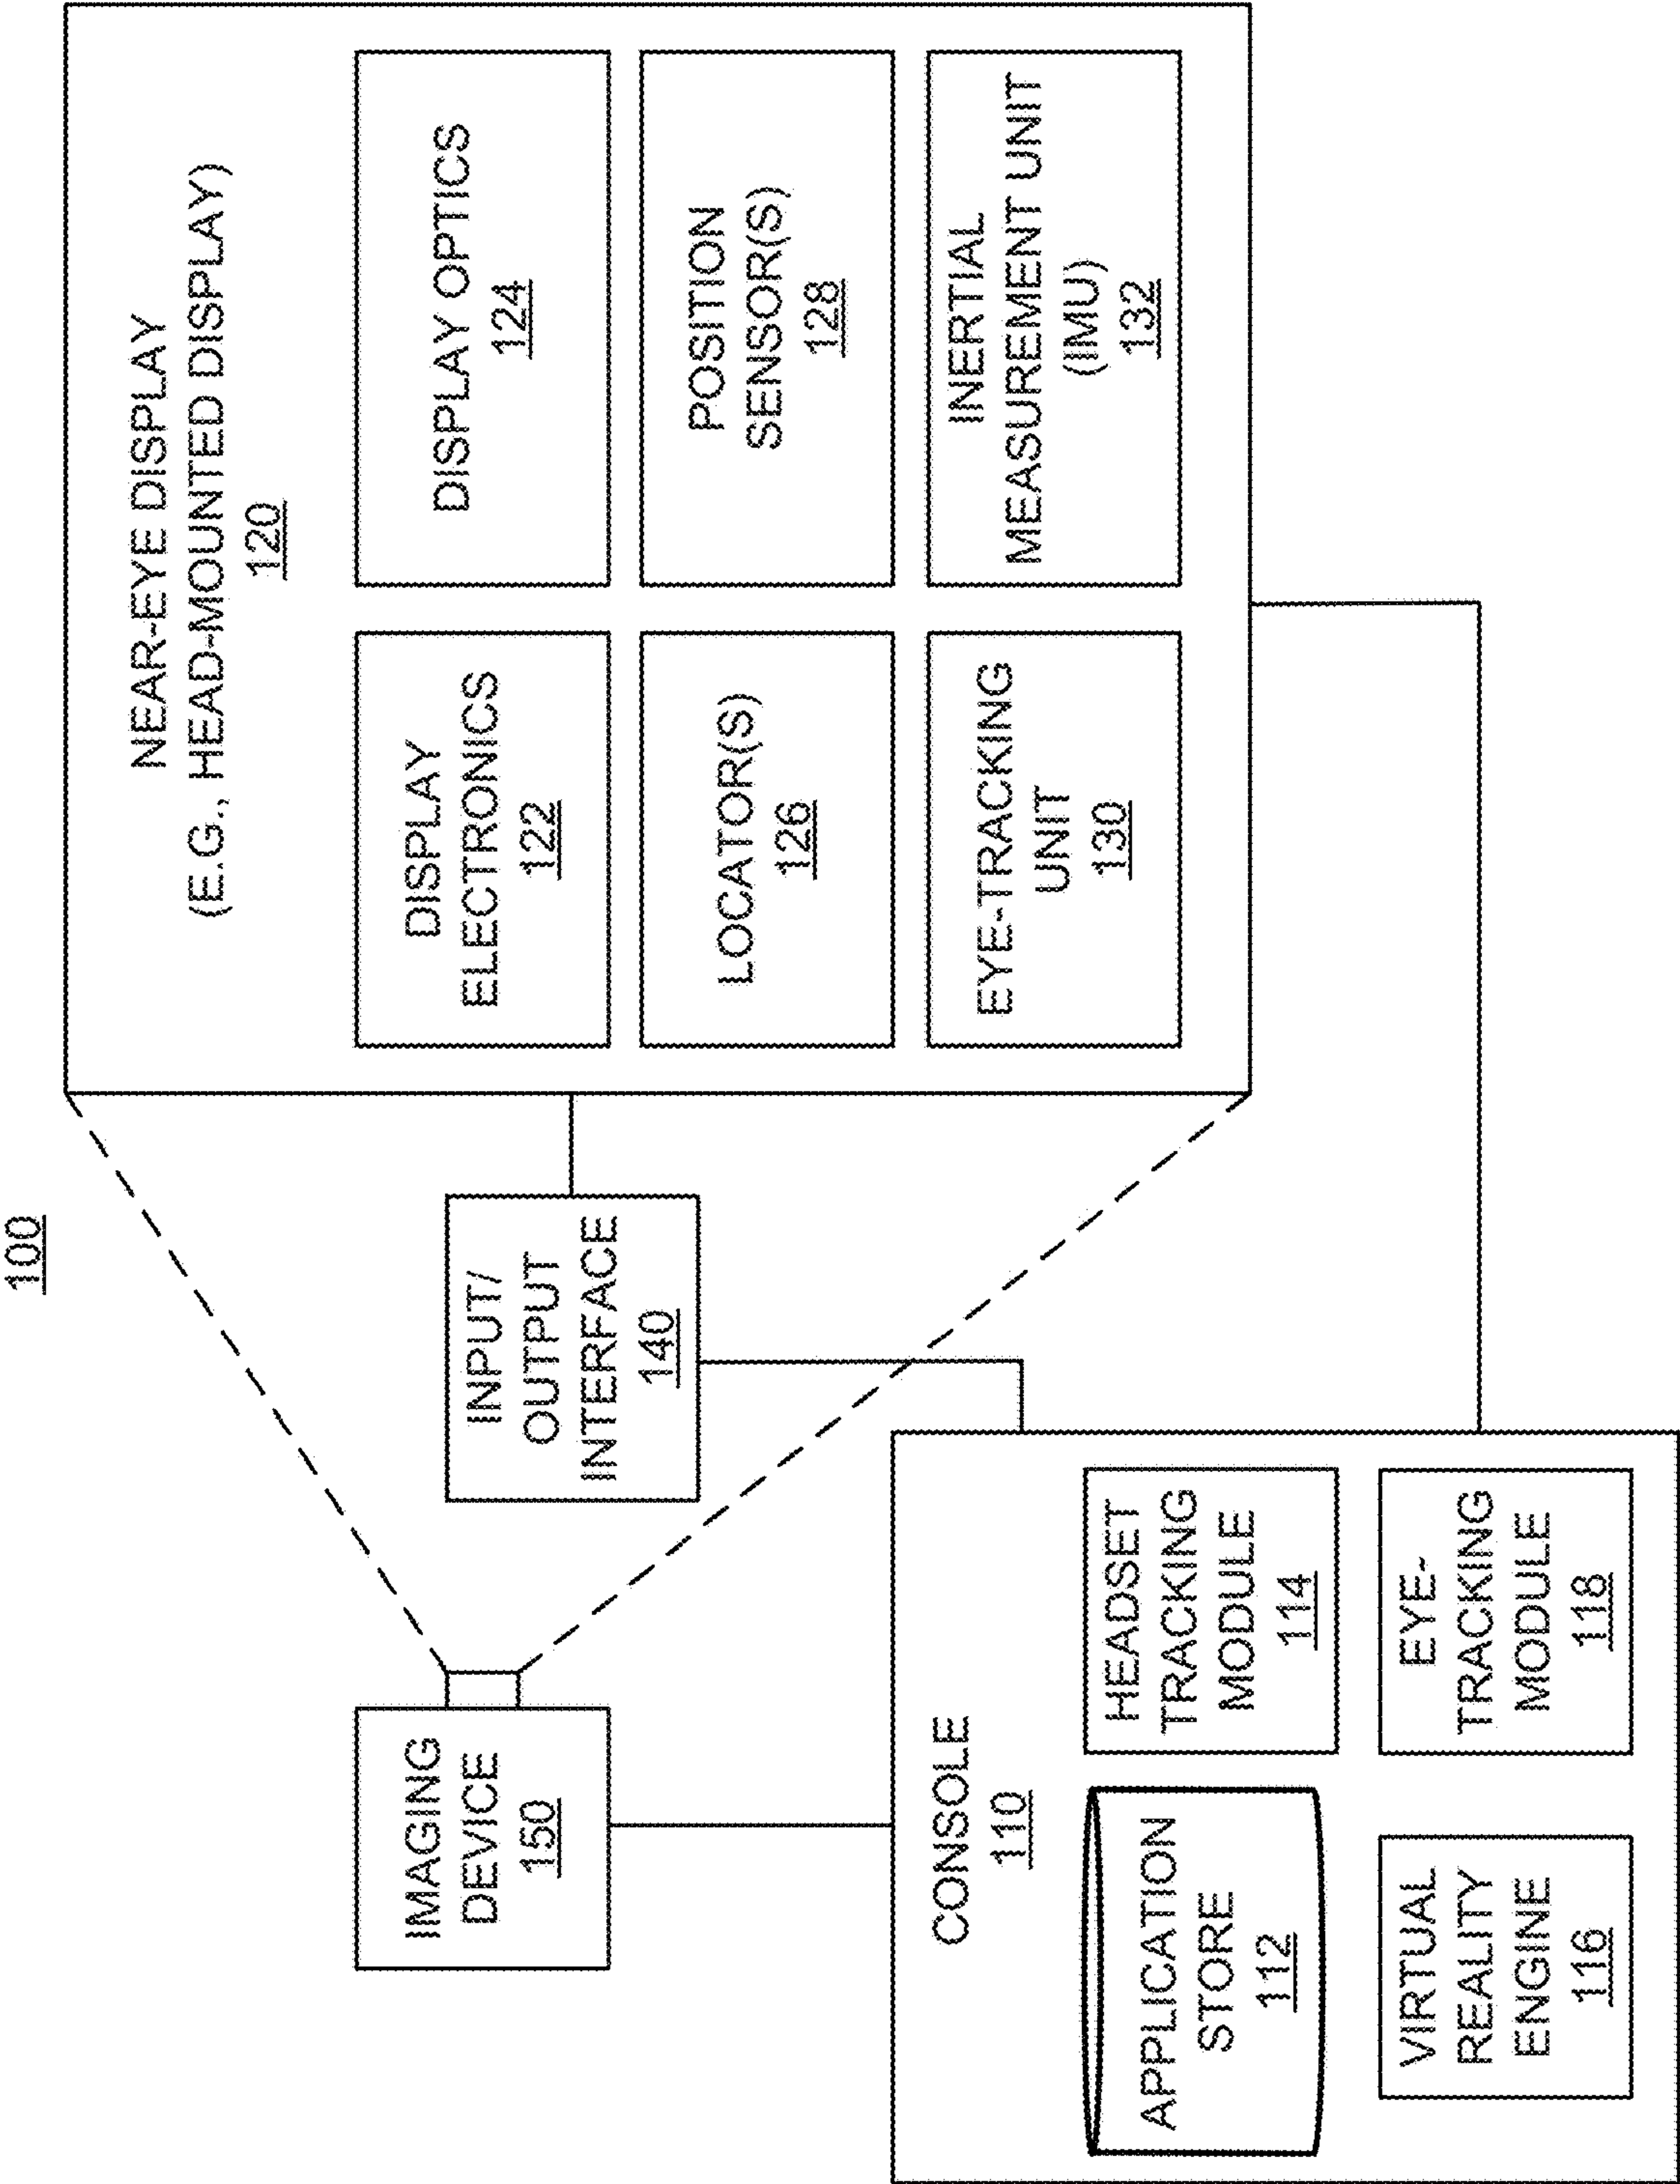 100
IMAGING
DEVICE
150
INPUT/
OUTPUT
INTERFACE
140
NEAR-EYE DISPLAY
(E.G., HEAD-MOUNTED DISPLAY)
120
DISPLAY
ELECTRONICS
122
DISPLAY OPTICS
124
LOCATOR(S)
126
POSITION
SENSOR(S)
128
EYE-TRACKING
UNIT
130
INERTIAL
MEASUREMENT UNIT
(IMU)
132
CONSOLE
110
APPLICATION
STORE
112
HEADSET
TRACKING
MODULE
114
VIRTUAL
REALITY
ENGINE
116
EYE-
TRACKING
MODULE
118